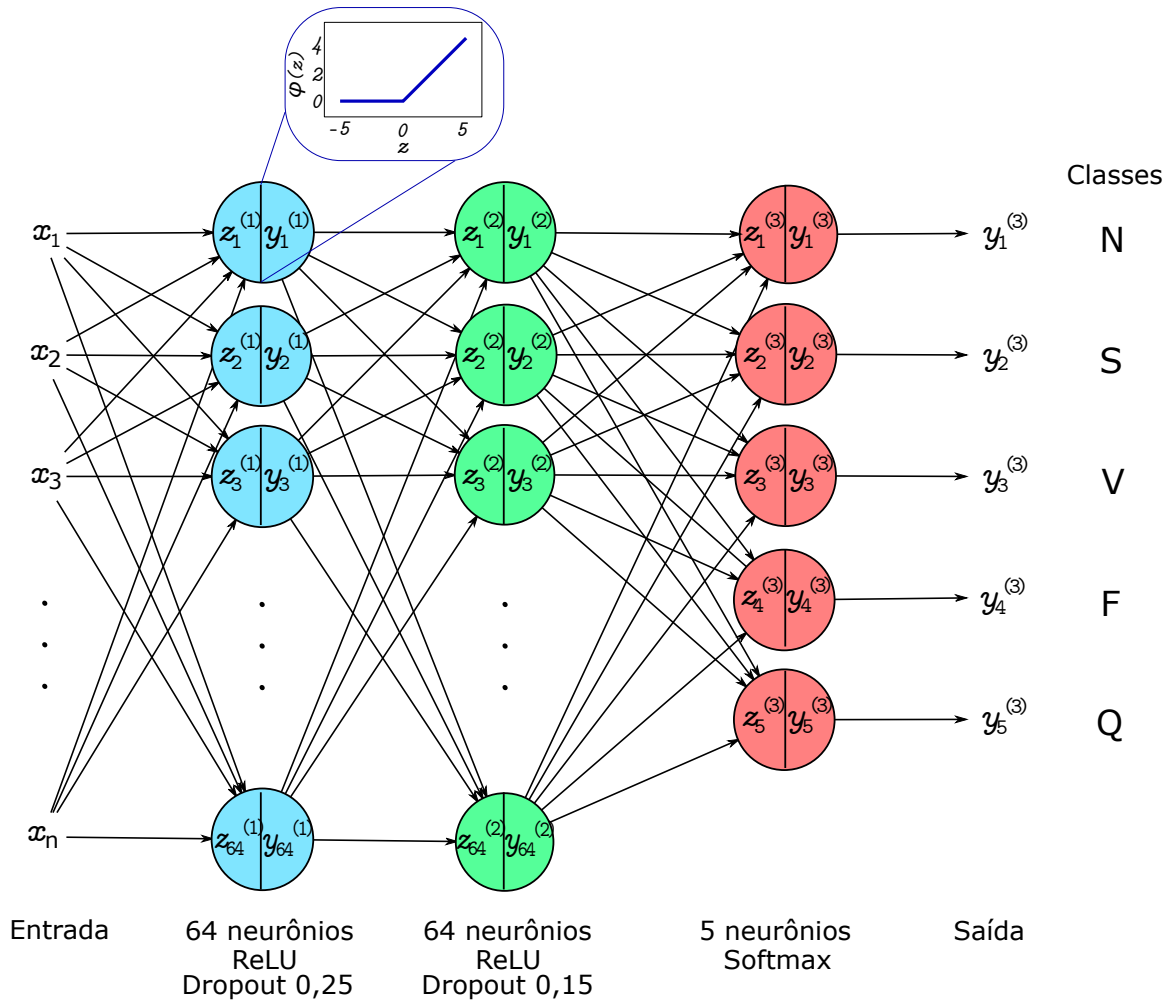 4
2
0
φ(z)
-5 0 5
z
Classes
x₁ z₁⁽¹⁾ y₁⁽¹⁾ z₁⁽²⁾ y₁⁽²⁾ z₁⁽³⁾ y₁⁽³⁾ y₁⁽³⁾ N
x₂ z₂⁽¹⁾ y₂⁽¹⁾ z₂⁽²⁾ y₂⁽²⁾ z₂⁽³⁾ y₂⁽³⁾ y₂⁽³⁾ S
x₃ z₃⁽¹⁾ y₃⁽¹⁾ z₃⁽²⁾ y₃⁽²⁾ z₃⁽³⁾ y₃⁽³⁾ y₃⁽³⁾ V
z₄⁽³⁾ y₄⁽³⁾ y₄⁽³⁾ F
z₅⁽³⁾ y₅⁽³⁾ y₅⁽³⁾ Q
xₙ z₆₄⁽¹⁾ y₆₄⁽¹⁾ z₆₄⁽²⁾ y₆₄⁽²⁾
Entrada
64 neurônios
ReLU
Dropout 0,25
64 neurônios
ReLU
Dropout 0,15
5 neurônios
Softmax
Saída